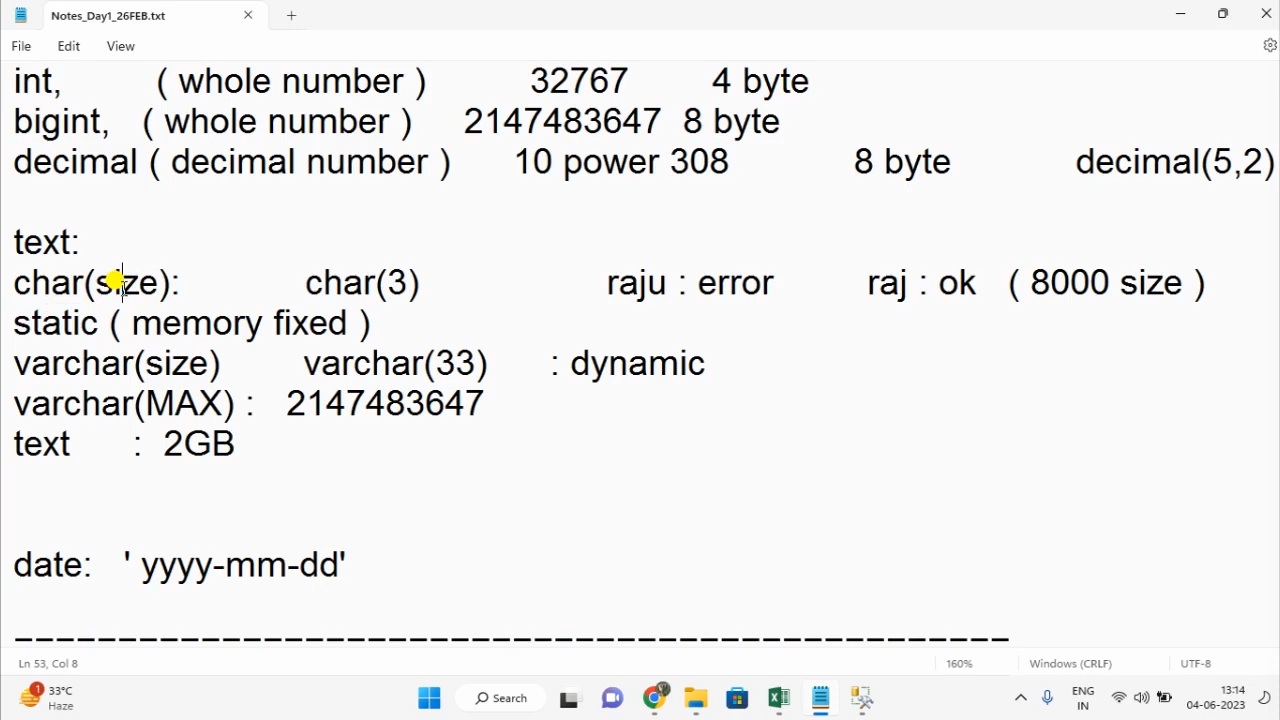 Notes_Day1_26FEB.txt
File Edit View
int, ( whole number ) 32767 4 byte
bigint, ( whole number ) 2147483647 8 byte
decimal ( decimal number ) 10 power 308 8 byte decimal(5,2)
text:
char(size): char(3) raju : error raj : ok ( 8000 size )
static ( memory fixed )
varchar(size) varchar(33) : dynamic
varchar(MAX) : 2147483647
text : 2GB
date: ' yyyy-mm-dd'
------------------------------------------------
Ln 53, Col 8 160% Windows (CRLF) UTF-8
1 33°C Haze Search ENG IN 13:14 04-06-2023